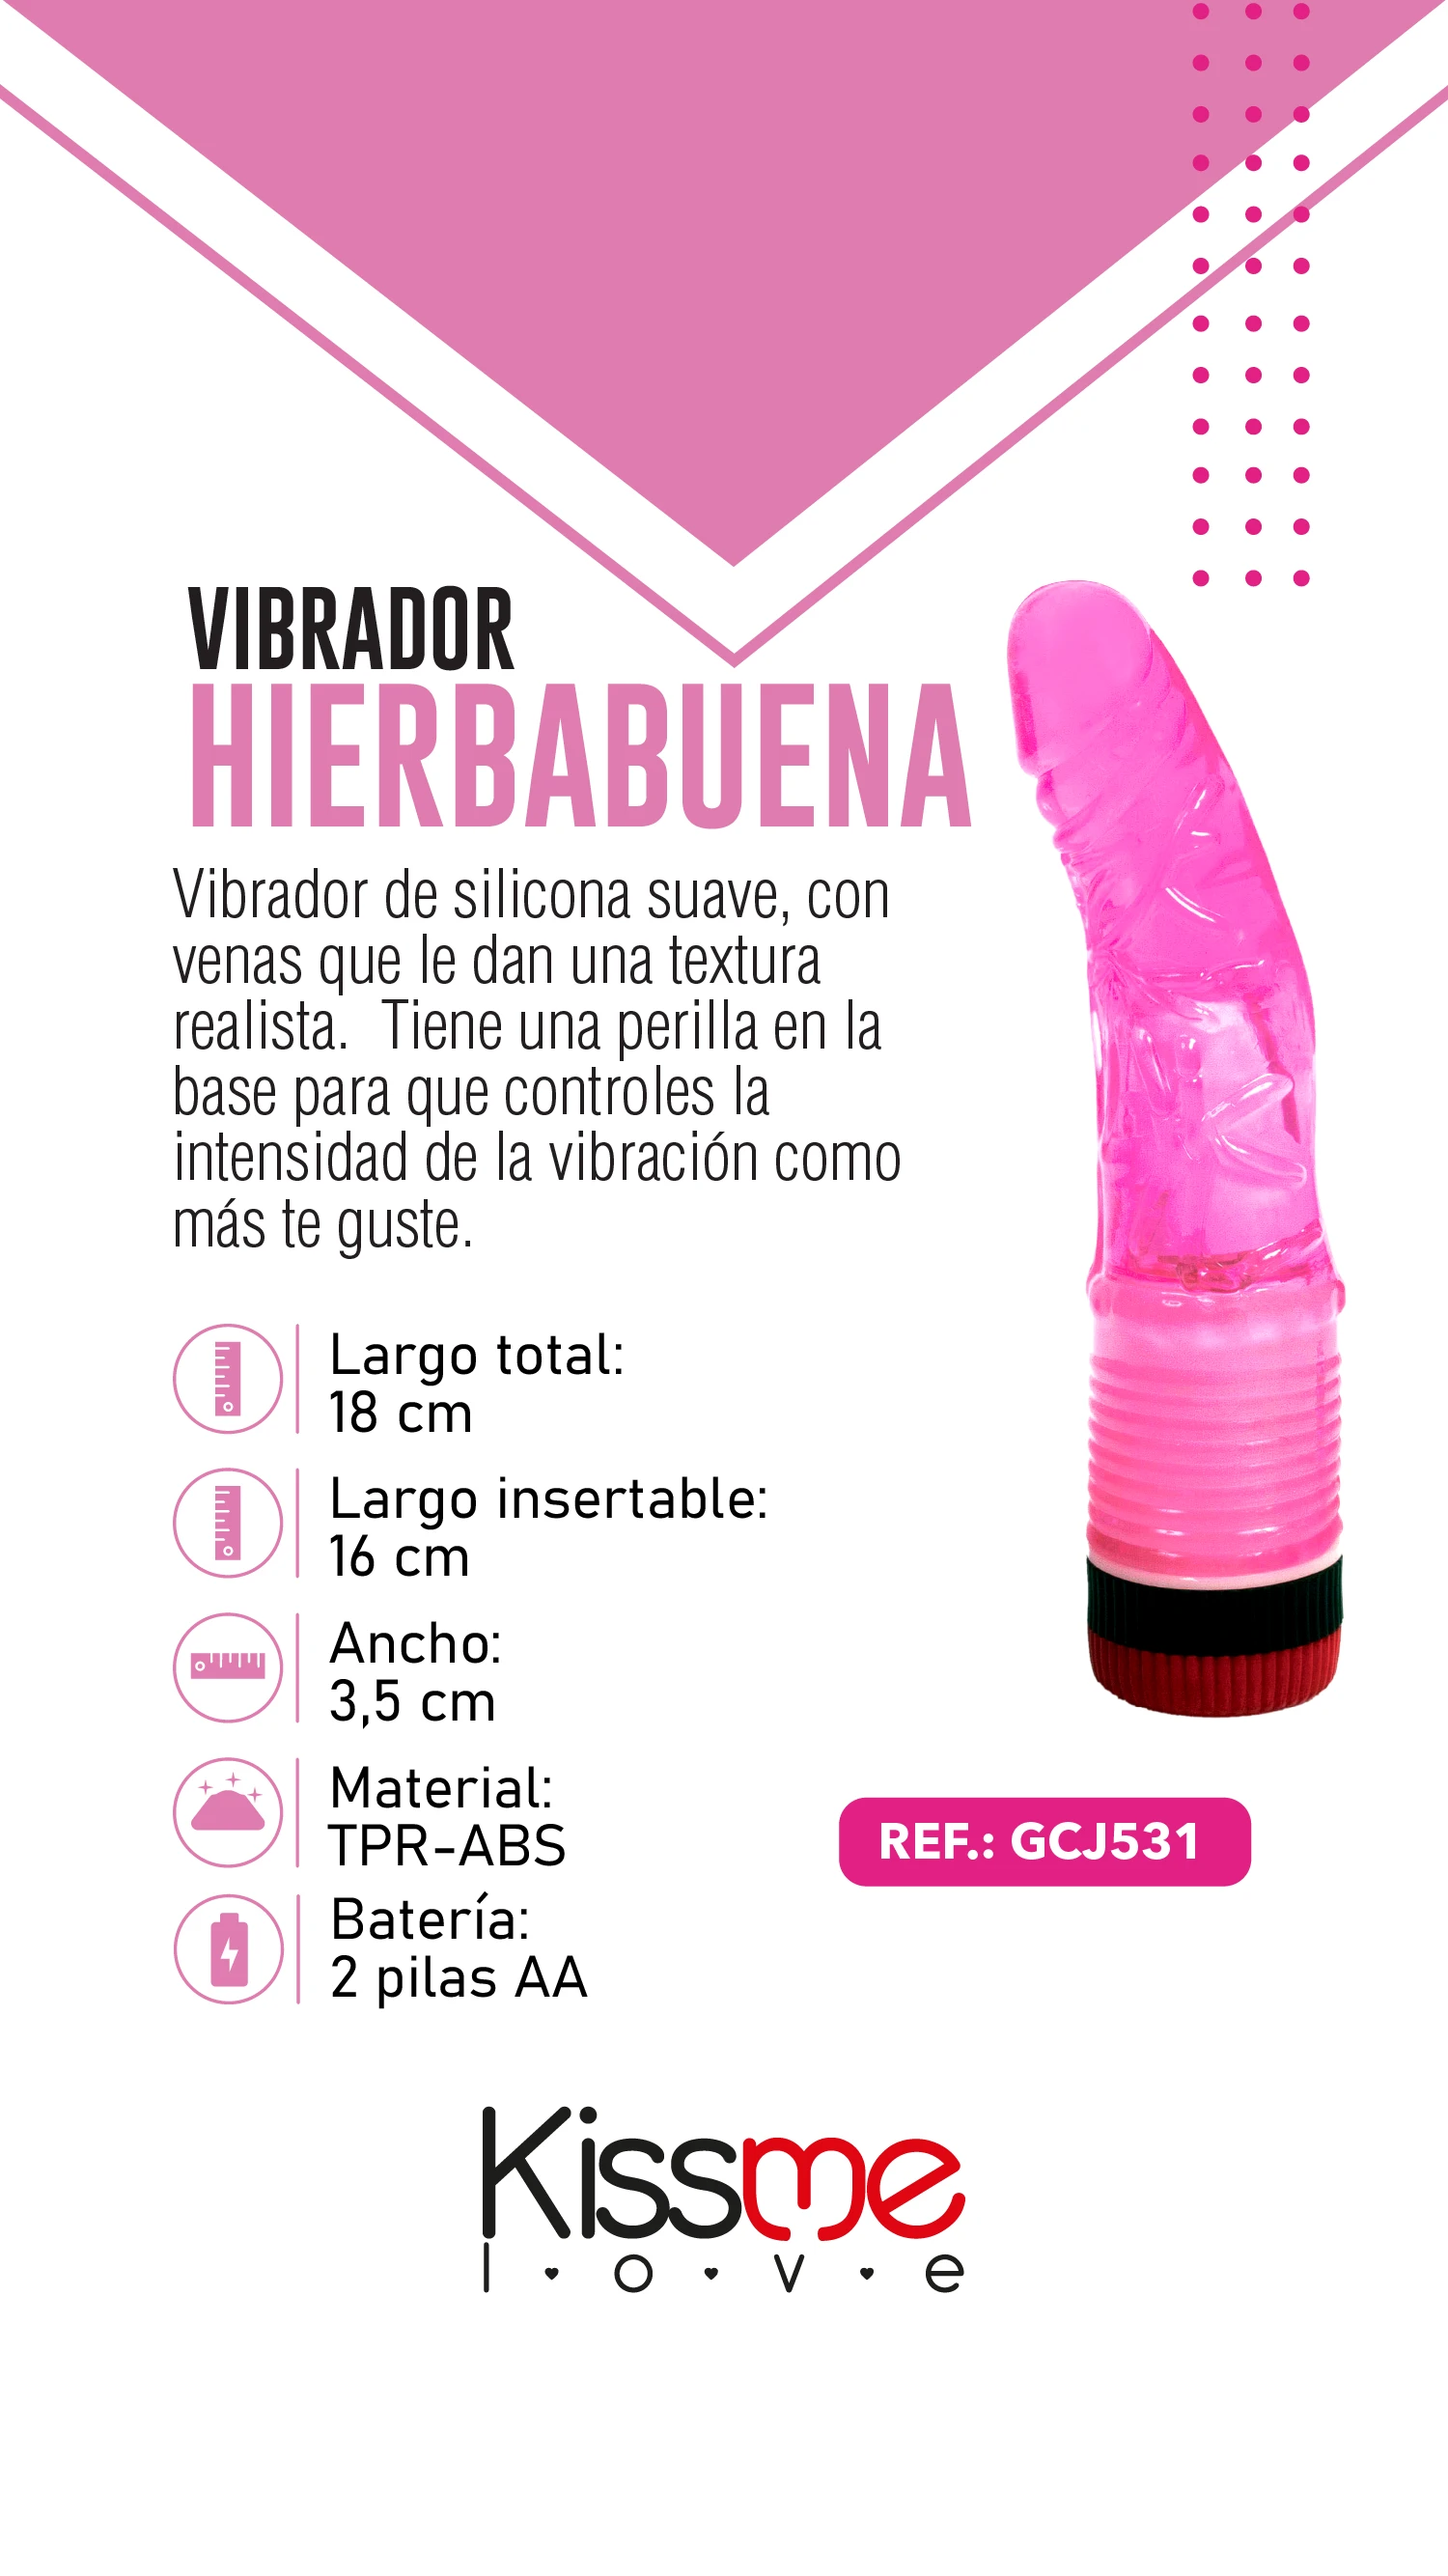 VIBRADOR
HIERBABUENA
Vibrador de silicona suave, con
venas que le dan una textura
realista.  Tiene una perilla en la
base para que controles la
intensidad de la vibración como
más te guste.
Largo total:
18 cm
Largo insertable:
16 cm
Ancho:
3,5 cm
Material:
TPR-ABS
REF.: GCJ531
Batería:
2 pilas AA
Kissme
love